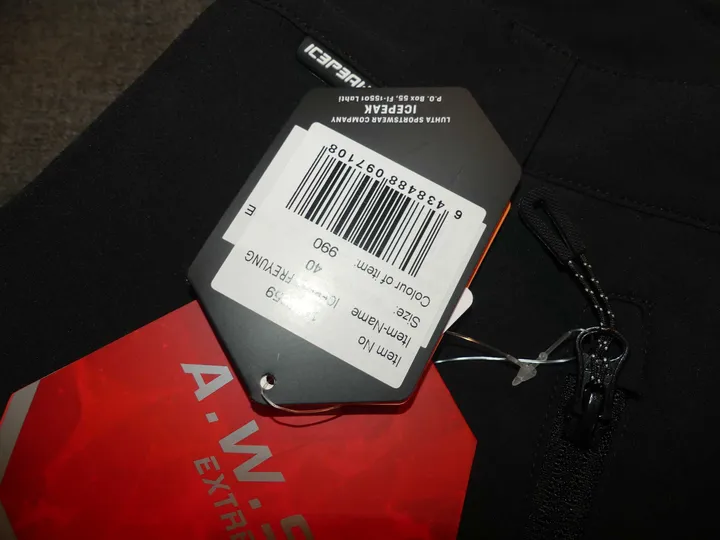 ICEPEAK
LUHTA SPORTSWEAR COMPANY
ICEPEAK
P.O. Box 55, FI-15501 Lahti
Item No
Item-Name FREYUNG
Size: 40
Colour of item: 990
6 438488 097108
E
A.W.S